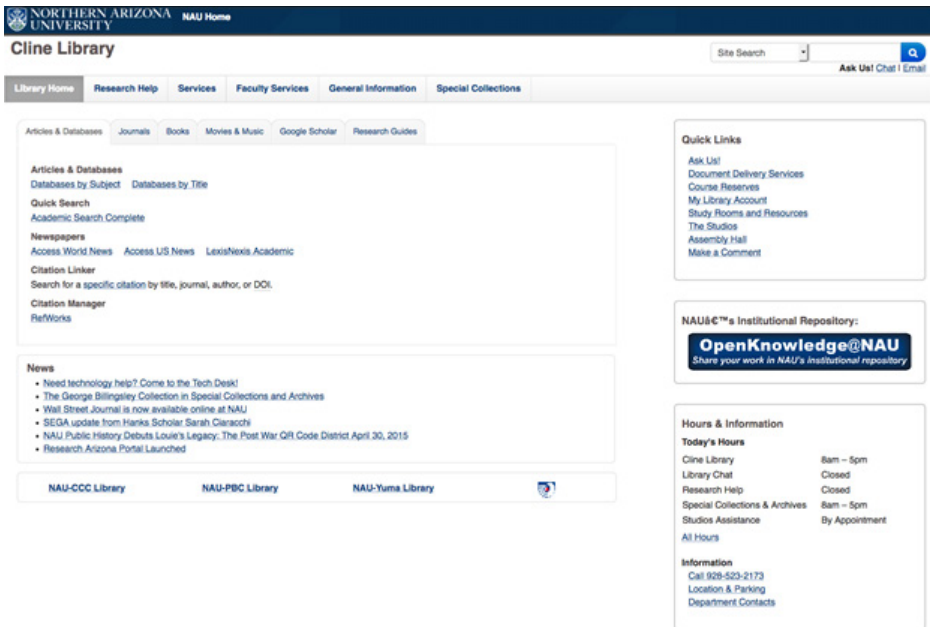 NORTHERN ARIZONA
UNIVERSITY
NAU Home
Cline Library
Site Search
Ask Us! Chat | Email
Library Home Research Help Services Faculty Services General Information Special Collections
Articles & Databases Journals Books Movies & Music Google Scholar Research Guides
Articles & Databases
Databases by Subject Databases by Title
Quick Search
Academic Search Complete
Newspapers
Access World News Access US News LexisNexis Academic
Citation Linker
Search for a specific citation by title, journal, author, or DOI.
Citation Manager
RefWorks
News
• Need technology help? Come to the Tech Desk!
• The George Billingsley Collection in Special Collections and Archives
• Wall Street Journal is now available online at NAU
• SEGA update from Hanks Scholar Sarah Ciaracchi
• NAU Public History Debuts Louie's Legacy: The Post War QR Code District April 30, 2015
• Research Arizona Portal Launched
NAU-CCC Library NAU-PBC Library NAU-Yuma Library
Quick Links
Ask Us!
Document Delivery Services
Course Reserves
My Library Account
Study Rooms and Resources
The Studios
Assembly Hall
Make a Comment
NAUâ€™s Institutional Repository:
OpenKnowledge@NAU
Share your work in NAU's institutional repository
Hours & Information
Today's Hours
Cline Library 8am – 5pm
Library Chat Closed
Research Help Closed
Special Collections & Archives 8am – 5pm
Studios Assistance By Appointment
All Hours
Information
Call 928-523-2173
Location & Parking
Department Contacts